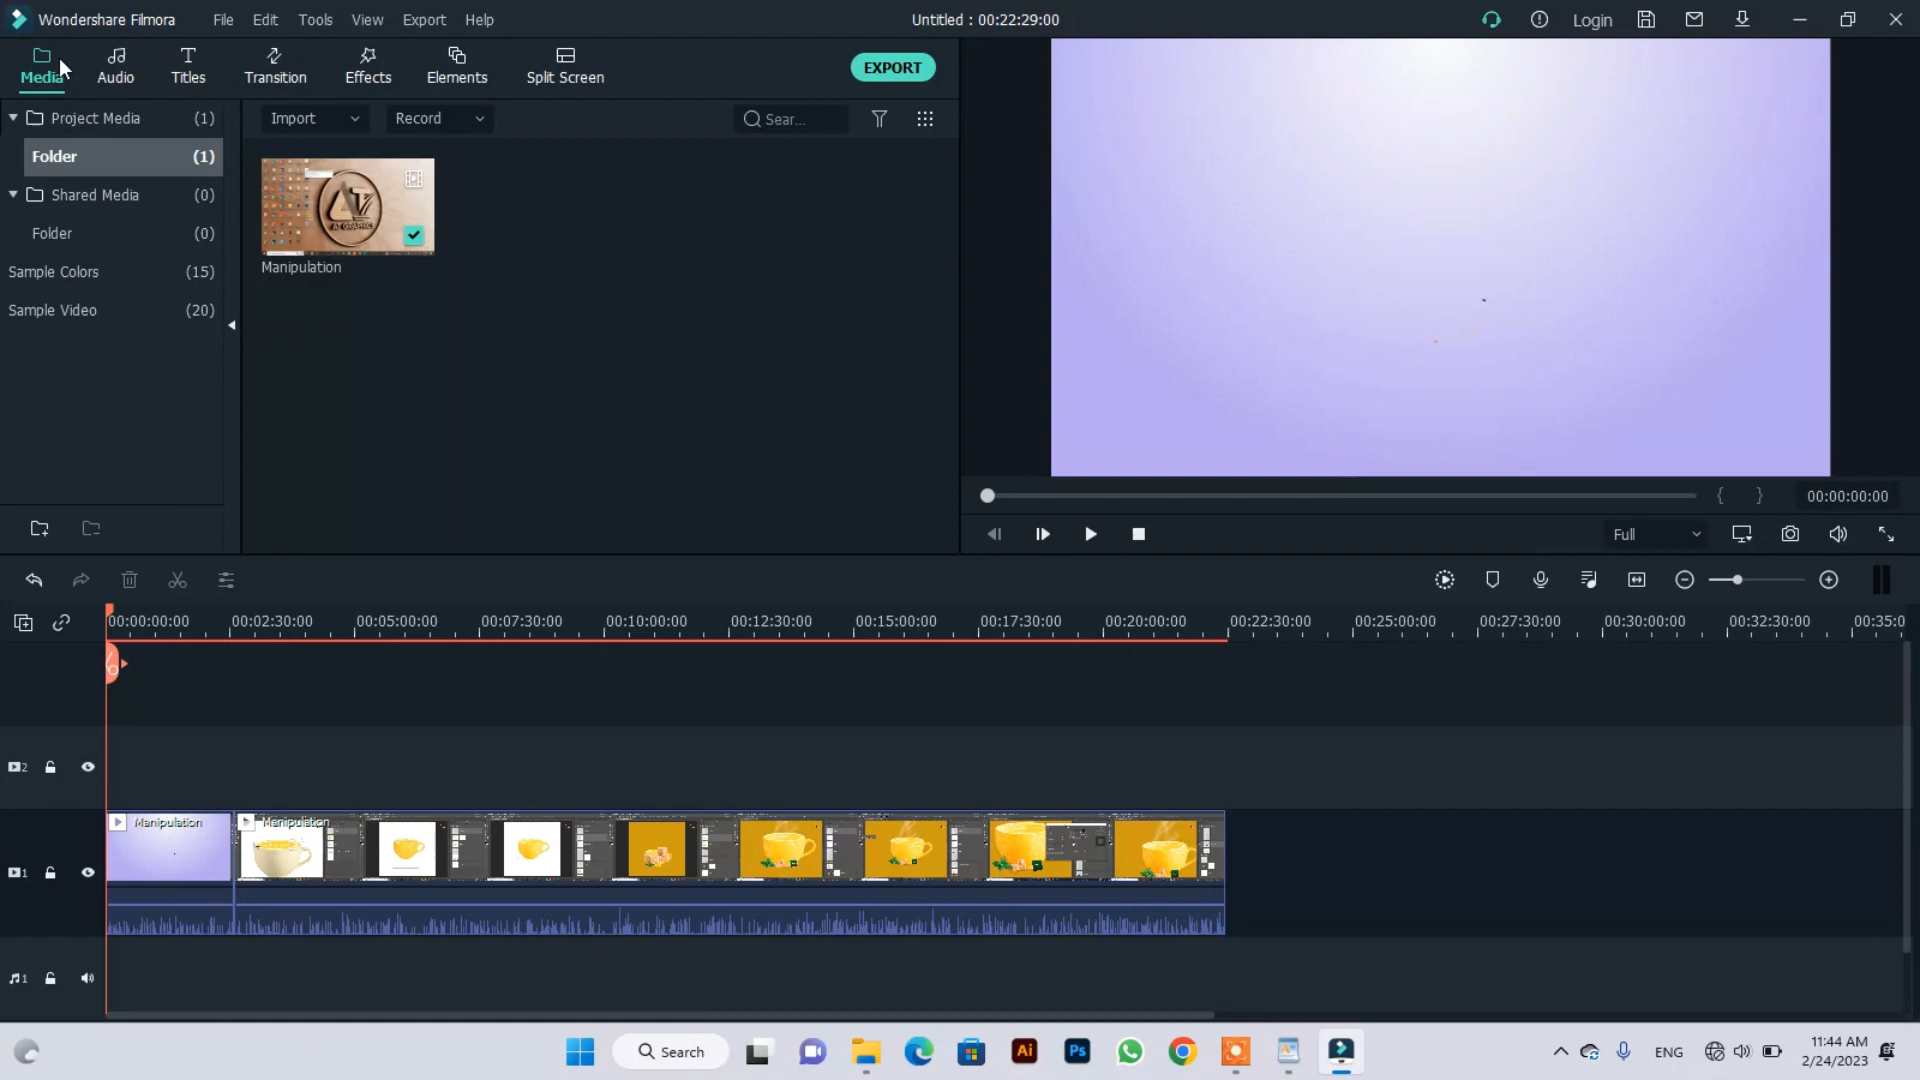 Wondershare Filmora File Edit Tools View Export Help Untitled : 00:22:29:00 Login
Media Audio Titles Transition Effects Elements Split Screen EXPORT
Project Media (1) Import Record Sear...
Folder (1)
Shared Media (0)
Folder (0)
Manipulation
Sample Colors (15)
Sample Video (20)
00:00:00:00
Full
00:00:00:00 00:02:30:00 00:05:00:00 00:07:30:00 00:10:00:00 00:12:30:00 00:15:00:00 00:17:30:00 00:20:00:00 00:22:30:00 00:25:00:00 00:27:30:00 00:30:00:00 00:32:30:00 00:35:0
2
Manipulation Manipulation
1
1
Search Ai Ps ENG 11:44 AM
2/24/2023